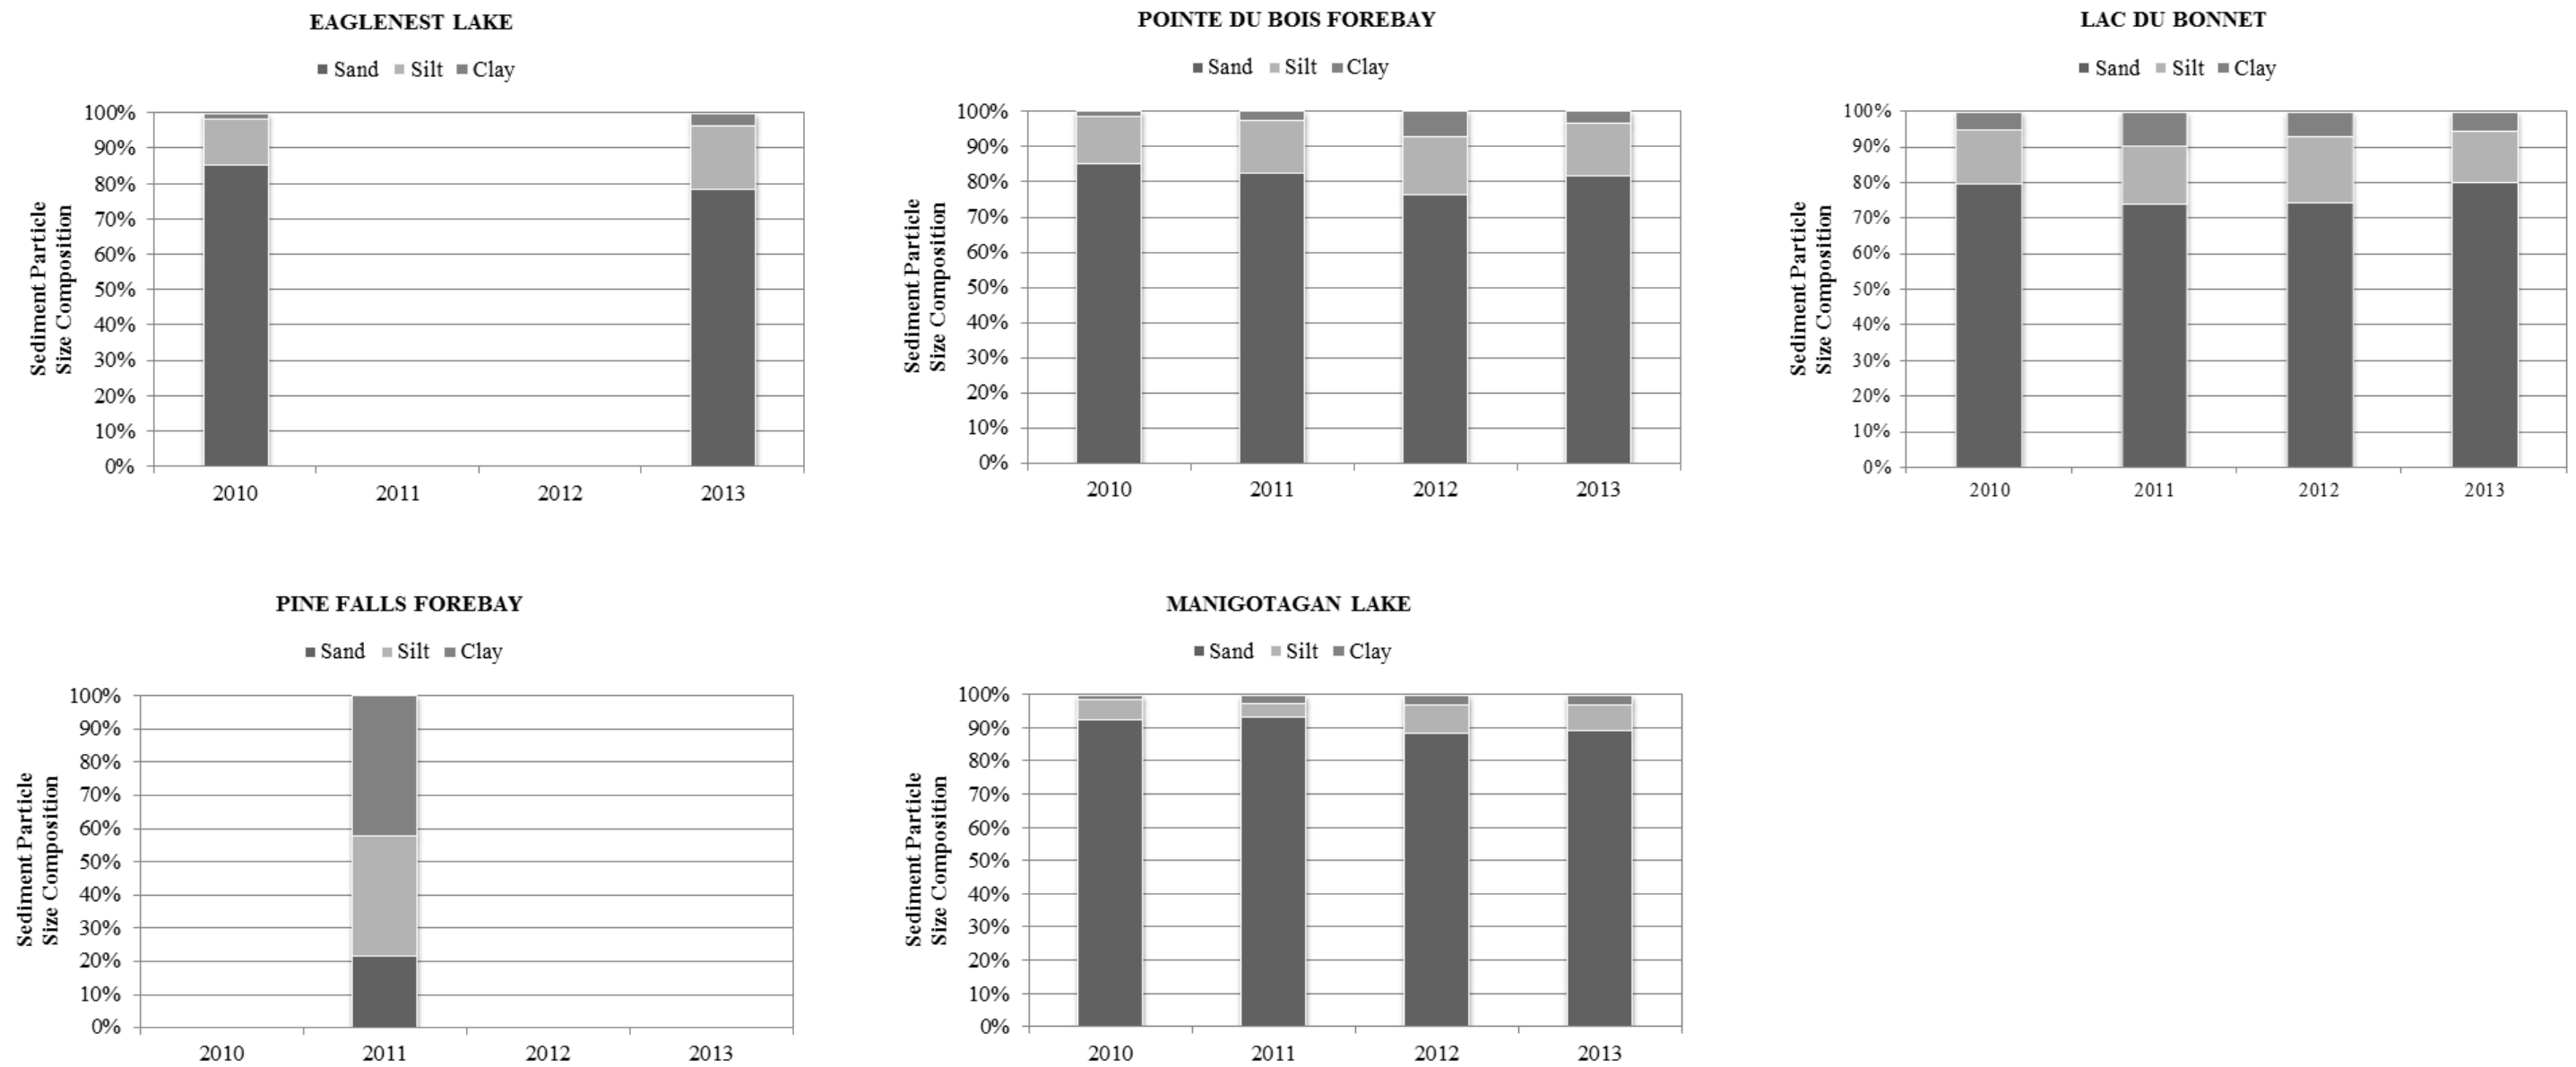 EAGLENEST LAKE
Sand Silt Clay
100%
90%
80%
70%
60%
50%
40%
30%
20%
10%
0%
Sediment Particle
Size Composition
2010 2011 2012 2013
POINTE DU BOIS FOREBAY
Sand Silt Clay
100%
90%
80%
70%
60%
50%
40%
30%
20%
10%
0%
Sediment Particle
Size Composition
2010 2011 2012 2013
LAC DU BONNET
Sand Silt Clay
100%
90%
80%
70%
60%
50%
40%
30%
20%
10%
0%
Sediment Particle
Size Composition
2010 2011 2012 2013
PINE FALLS FOREBAY
Sand Silt Clay
100%
90%
80%
70%
60%
50%
40%
30%
20%
10%
0%
Sediment Particle
Size Composition
2010 2011 2012 2013
MANIGOTAGAN LAKE
Sand Silt Clay
100%
90%
80%
70%
60%
50%
40%
30%
20%
10%
0%
Sediment Particle
Size Composition
2010 2011 2012 2013